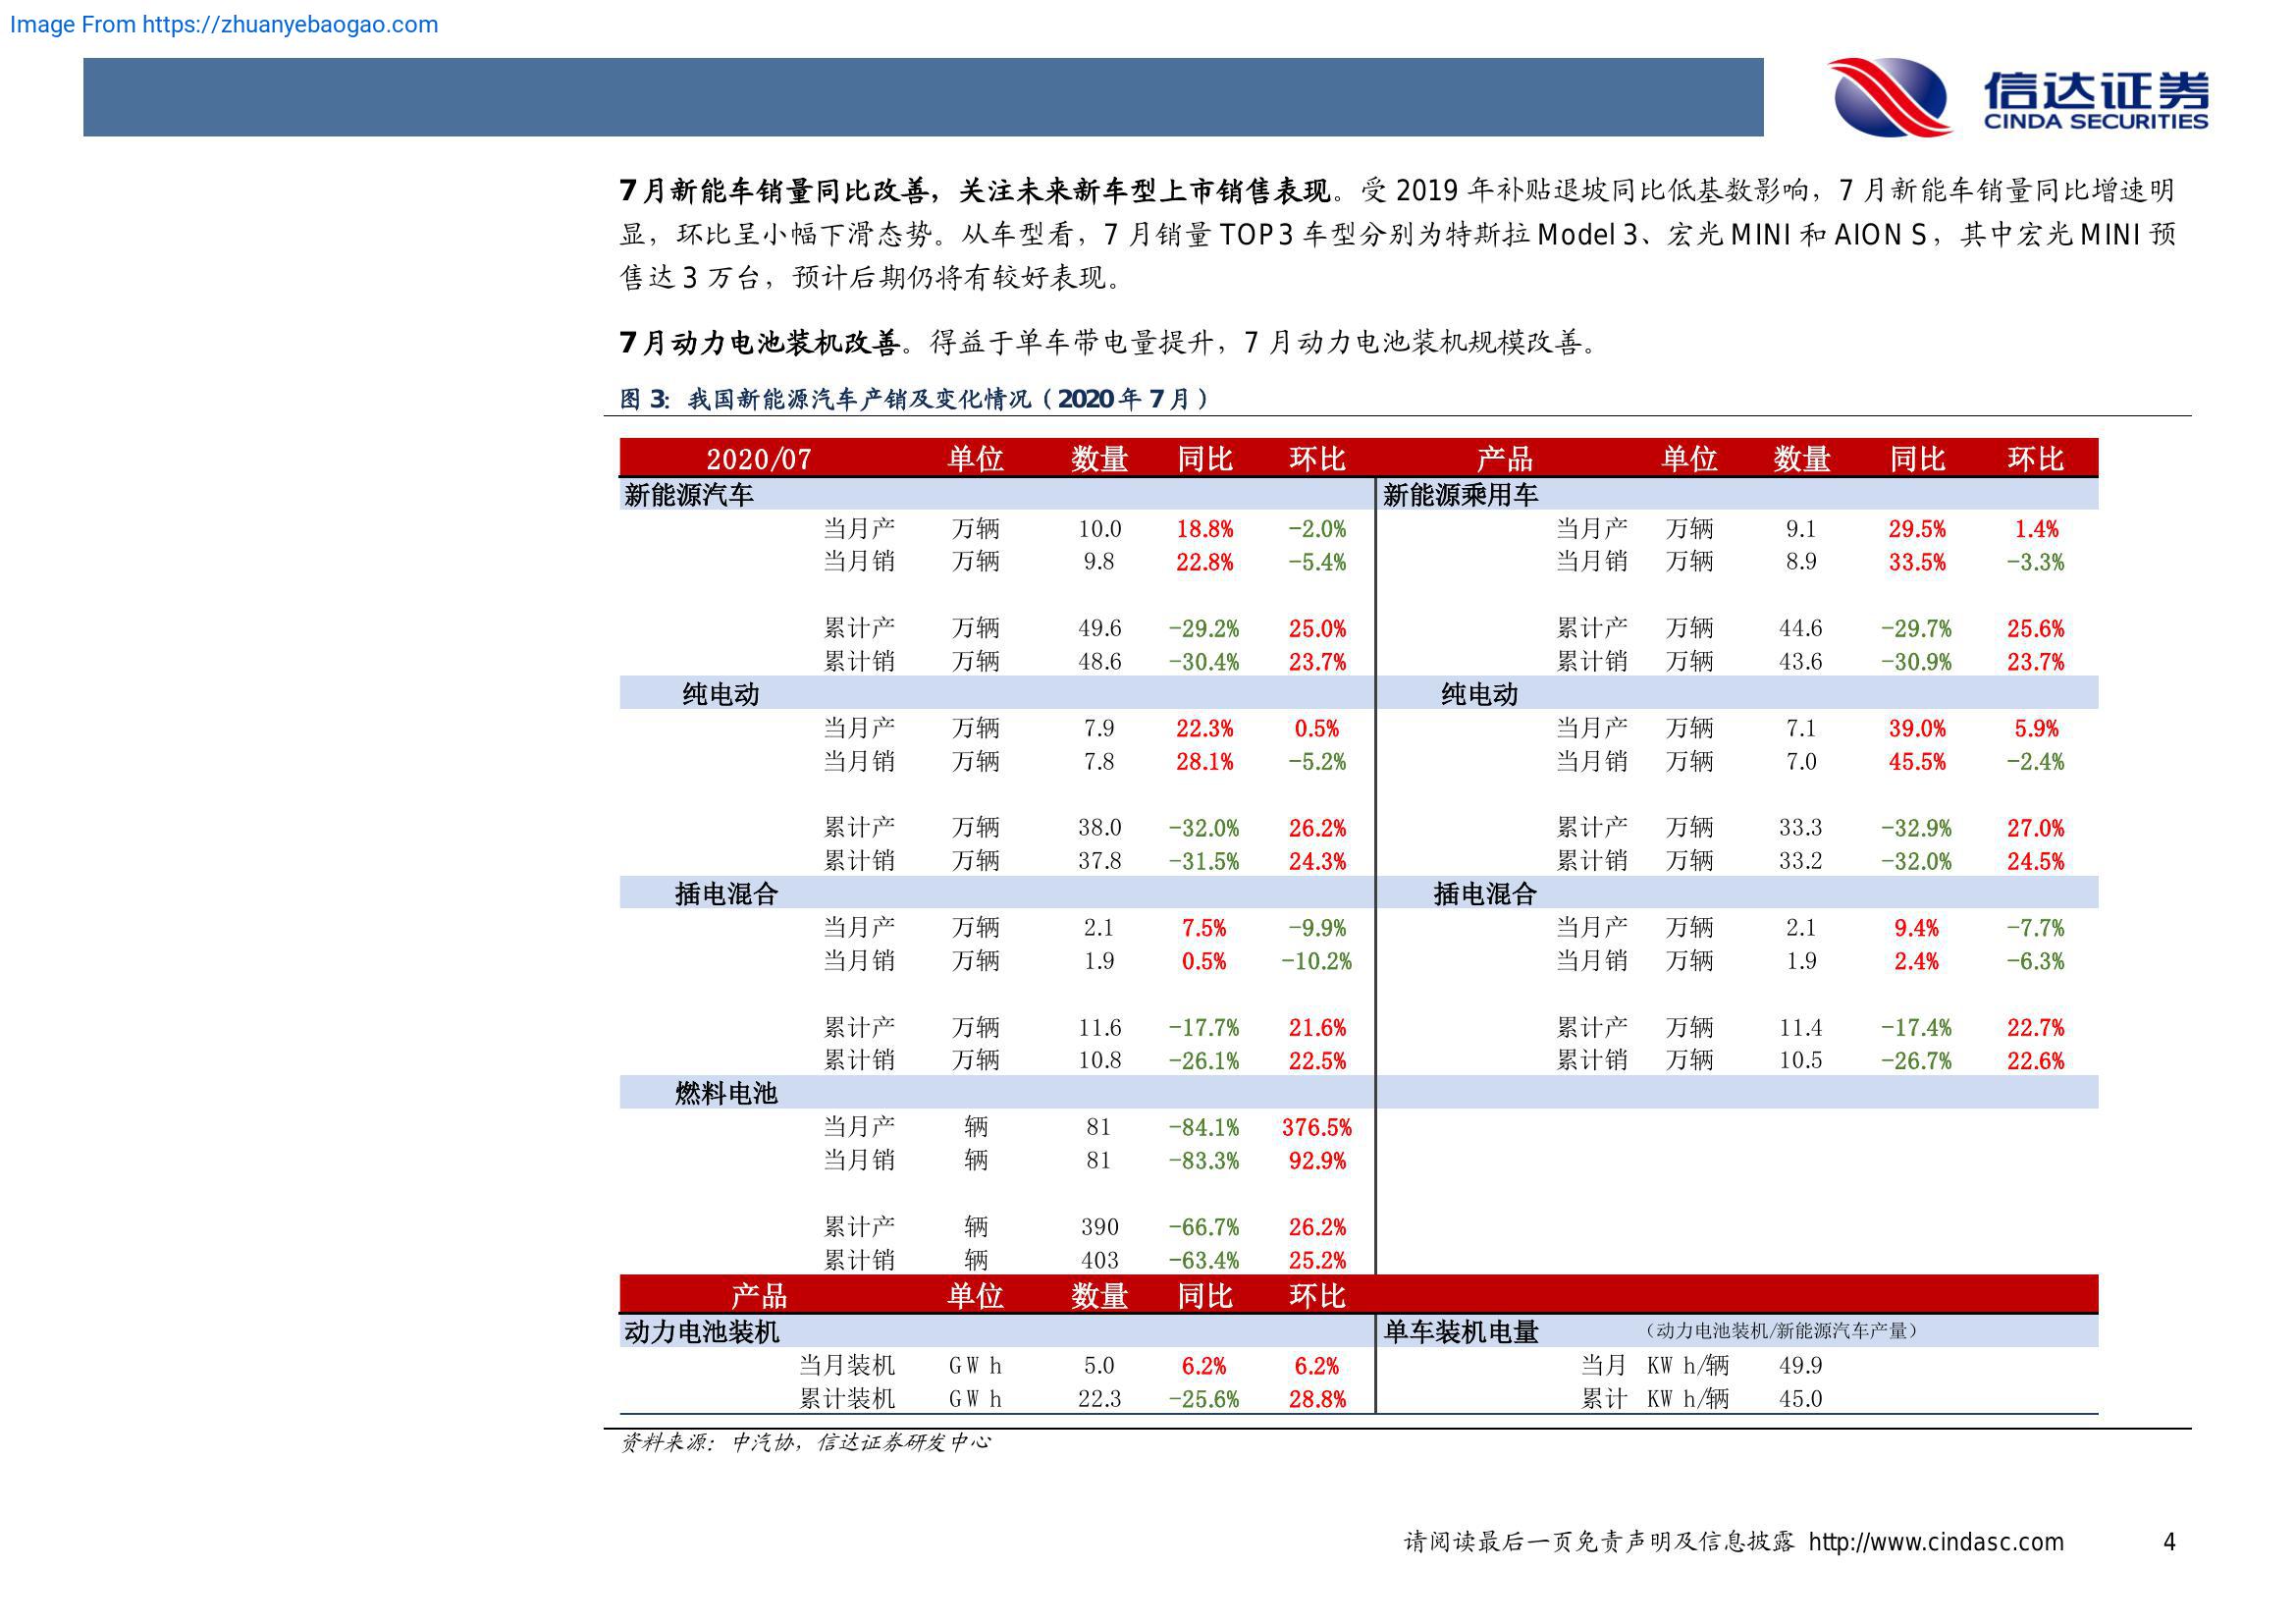 Image From https://zhuanyebaogao.com
信达证券
CINDA SECURITIES
7月新能车销量同比改善，关注未来新车型上市销售表现。受 2019 年补贴退坡同比低基数影响，7 月新能车销量同比增速明
显，环比呈小幅下滑态势。从车型看，7 月销量 TOP3 车型分别为特斯拉 Model 3、宏光 MINI 和 AION S，其中宏光 MINI 预
售达 3 万台，预计后期仍将有较好表现。
7月动力电池装机改善。得益于单车带电量提升，7 月动力电池装机规模改善。
图 3：我国新能源汽车产销及变化情况（2020年 7月）
2020/07 单位 数量 同比 环比 产品 单位 数量 同比 环比
新能源汽车 新能源乘用车
当月产 万辆 10.0 18.8% -2.0% 当月产 万辆 9.1 29.5% 1.4%
当月销 万辆 9.8 22.8% -5.4% 当月销 万辆 8.9 33.5% -3.3%
累计产 万辆 49.6 -29.2% 25.0% 累计产 万辆 44.6 -29.7% 25.6%
累计销 万辆 48.6 -30.4% 23.7% 累计销 万辆 43.6 -30.9% 23.7%
纯电动 纯电动
当月产 万辆 7.9 22.3% 0.5% 当月产 万辆 7.1 39.0% 5.9%
当月销 万辆 7.8 28.1% -5.2% 当月销 万辆 7.0 45.5% -2.4%
累计产 万辆 38.0 -32.0% 26.2% 累计产 万辆 33.3 -32.9% 27.0%
累计销 万辆 37.8 -31.5% 24.3% 累计销 万辆 33.2 -32.0% 24.5%
插电混合 插电混合
当月产 万辆 2.1 7.5% -9.9% 当月产 万辆 2.1 9.4% -7.7%
当月销 万辆 1.9 0.5% -10.2% 当月销 万辆 1.9 2.4% -6.3%
累计产 万辆 11.6 -17.7% 21.6% 累计产 万辆 11.4 -17.4% 22.7%
累计销 万辆 10.8 -26.1% 22.5% 累计销 万辆 10.5 -26.7% 22.6%
燃料电池
当月产 辆 81 -84.1% 376.5%
当月销 辆 81 -83.3% 92.9%
累计产 辆 390 -66.7% 26.2%
累计销 辆 403 -63.4% 25.2%
产品 单位 数量 同比 环比
动力电池装机 单车装机电量 （动力电池装机/新能源汽车产量）
当月装机 GWh 5.0 6.2% 6.2% 当月 KWh/辆 49.9
累计装机 GWh 22.3 -25.6% 28.8% 累计 KWh/辆 45.0
资料来源：中汽协，信达证券研发中心
请阅读最后一页免责声明及信息披露 http://www.cindasc.com 4